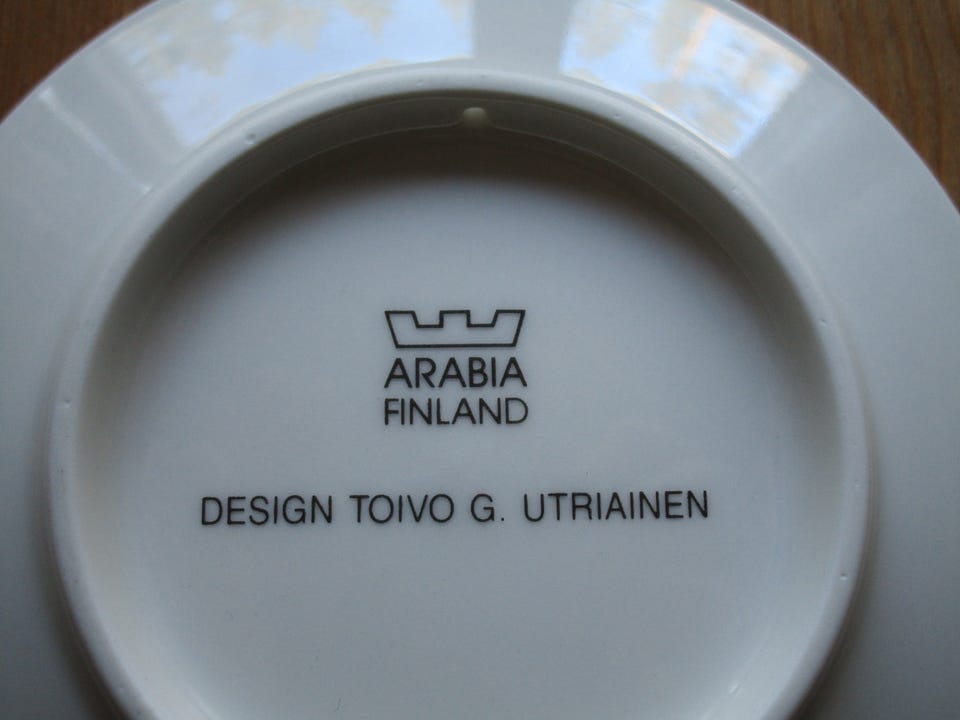 ARABIA
FINLAND
DESIGN TOIVO G. UTRIAINEN